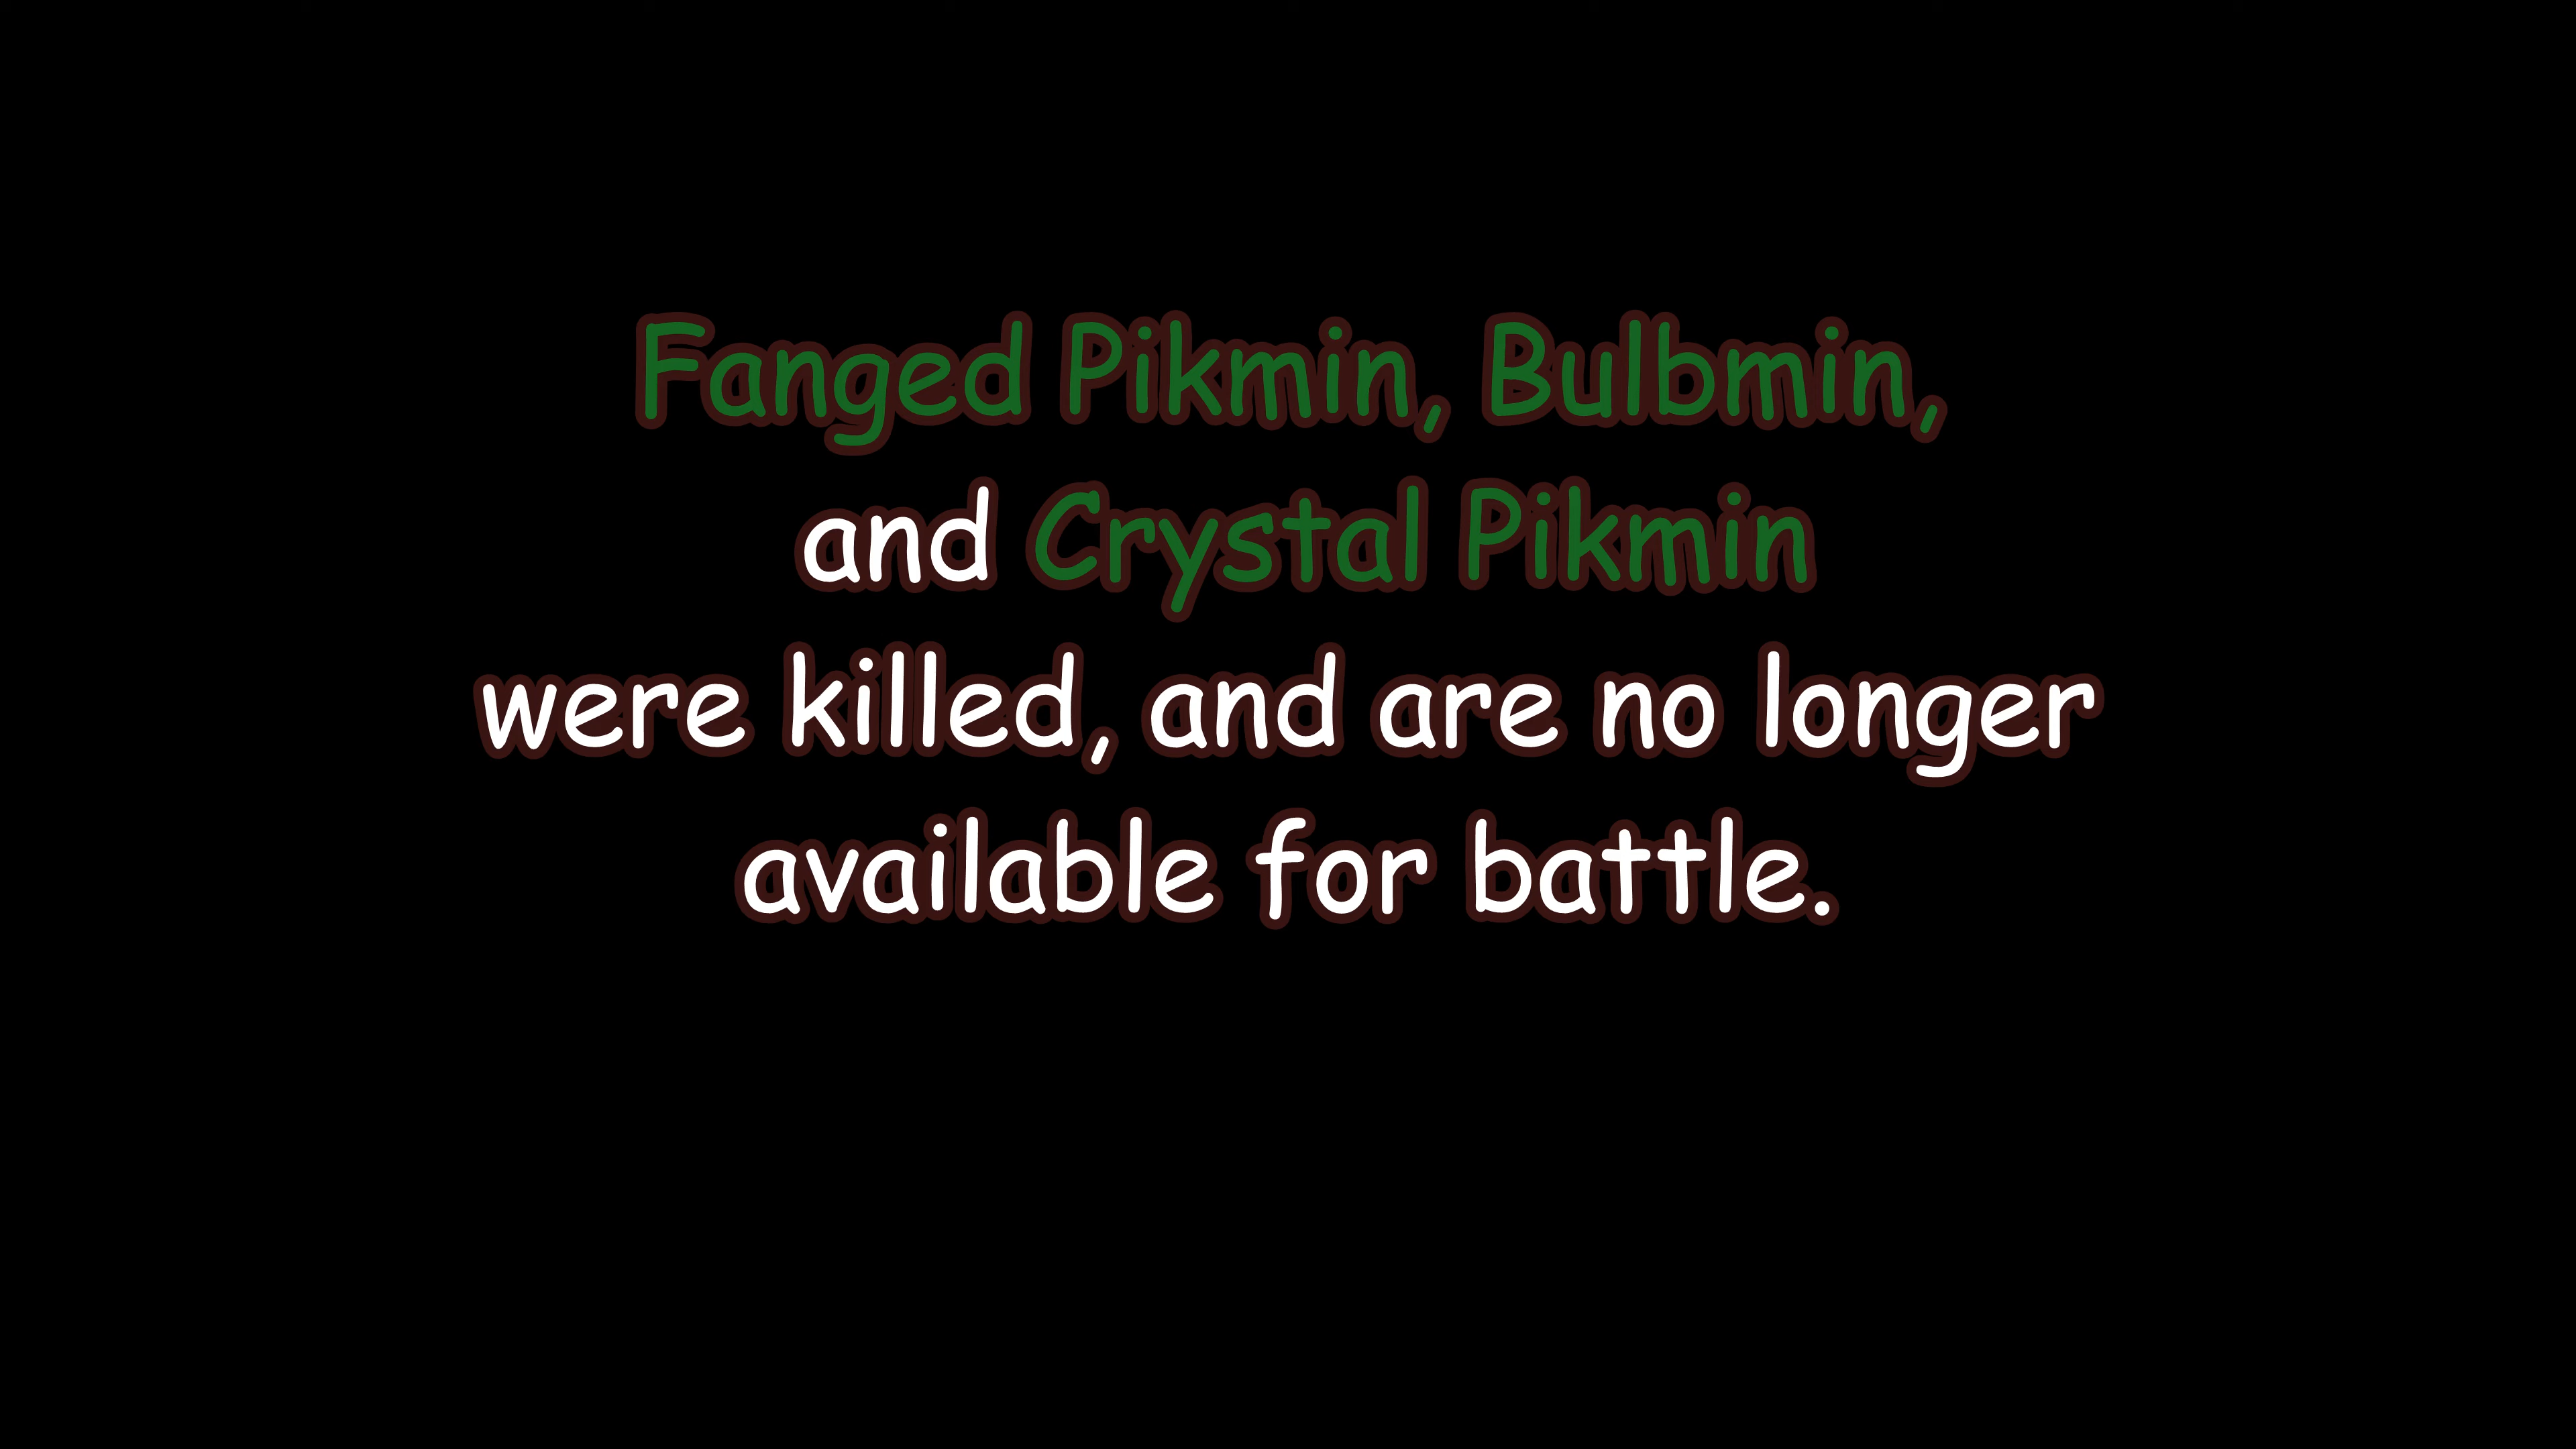 Fanged Pikmin, Bulbmin,
and Crystal Pikmin
were killed, and are no longer
available for battle.